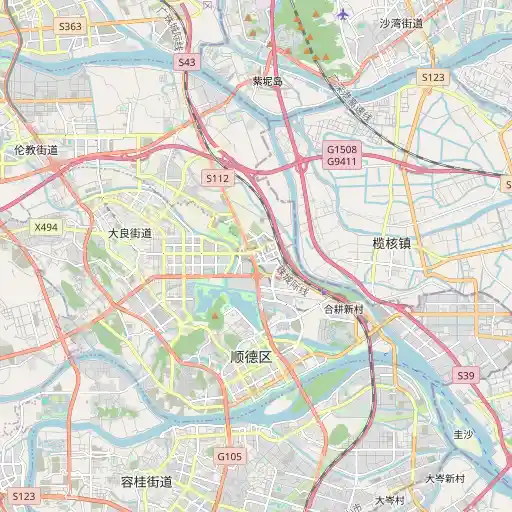 S363
沙湾街道
S43
紫坭岛
S123
伦教街道
G1508
G9411
S112
X494
大良街道
榄核镇
合耕新村
顺德区
S39
圭沙
G105
容桂街道
大岑新村
S123
大岑村